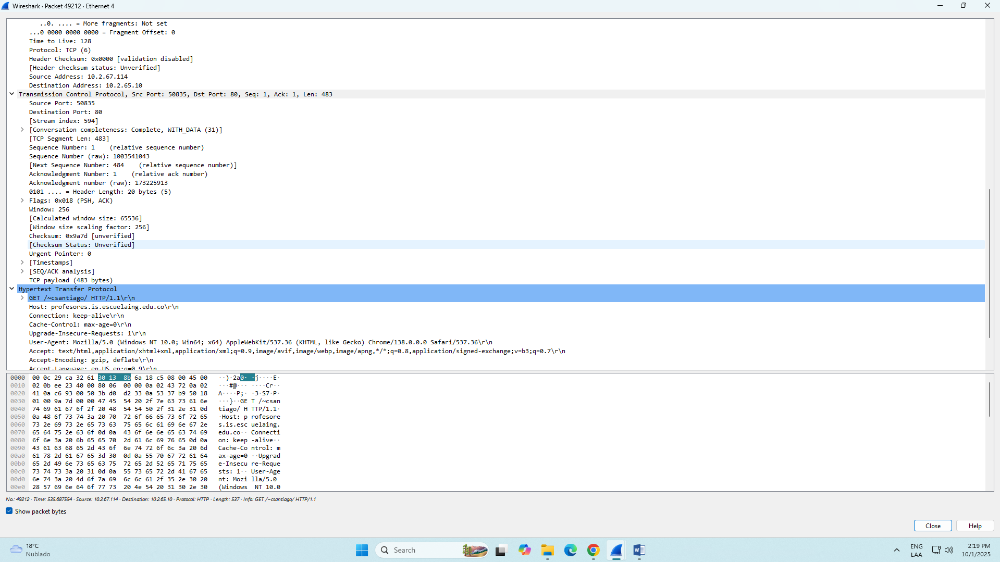 Wireshark · Packet 49212 · Ethernet 4
..0. .... = More fragments: Not set
...0 0000 0000 0000 = Fragment Offset: 0
Time to Live: 128
Protocol: TCP (6)
Header Checksum: 0x0000 [validation disabled]
[Header checksum status: Unverified]
Source Address: 10.2.67.114
Destination Address: 10.2.65.10
Transmission Control Protocol, Src Port: 50835, Dst Port: 80, Seq: 1, Ack: 1, Len: 483
Source Port: 50835
Destination Port: 80
[Stream index: 594]
[Conversation completeness: Complete, WITH_DATA (31)]
[TCP Segment Len: 483]
Sequence Number: 1    (relative sequence number)
Sequence Number (raw): 1003541043
[Next Sequence Number: 484    (relative sequence number)]
Acknowledgment Number: 1    (relative ack number)
Acknowledgment number (raw): 173225913
0101 .... = Header Length: 20 bytes (5)
Flags: 0x018 (PSH, ACK)
Window: 256
[Calculated window size: 65536]
[Window size scaling factor: 256]
Checksum: 0x9a7d [unverified]
[Checksum Status: Unverified]
Urgent Pointer: 0
[Timestamps]
[SEQ/ACK analysis]
TCP payload (483 bytes)
Hypertext Transfer Protocol
GET /~csantiago/ HTTP/1.1\r\n
Host: profesores.is.escuelaing.edu.co\r\n
Connection: keep-alive\r\n
Cache-Control: max-age=0\r\n
Upgrade-Insecure-Requests: 1\r\n
User-Agent: Mozilla/5.0 (Windows NT 10.0; Win64; x64) AppleWebKit/537.36 (KHTML, like Gecko) Chrome/138.0.0.0 Safari/537.36\r\n
Accept: text/html,application/xhtml+xml,application/xml;q=0.9,image/avif,image/webp,image/apng,*/*;q=0.8,application/signed-exchange;v=b3;q=0.7\r\n
Accept-Encoding: gzip, deflate\r\n
Accept-Language: en-US,en;q=0.9\r\n
0000 00 0c 29 ca 32 61 30 13 8b 6a 18 c5 08 00 45 00 ··)·2a0· ·j····E·
0010 02 0b ee 23 40 00 80 06 00 00 0a 02 43 72 0a 02 ···#@··· ····Cr··
0020 41 0a c6 93 00 50 3b d0 d2 33 0a 53 37 b9 50 18 A····P;· ·3·S7·P·
0030 01 00 9a 7d 00 00 47 45 54 20 2f 7e 63 73 61 6e ···}··GE T /~csan
0040 74 69 61 67 6f 2f 20 48 54 54 50 2f 31 2e 31 0d tiago/ H TTP/1.1·
0050 0a 48 6f 73 74 3a 20 70 72 6f 66 65 73 6f 72 65 ·Host: p rofesore
0060 73 2e 69 73 2e 65 73 63 75 65 6c 61 69 6e 67 2e s.is.esc uelaing.
0070 65 64 75 2e 63 6f 0d 0a 43 6f 6e 6e 65 63 74 69 edu.co·· Connecti
0080 6f 6e 3a 20 6b 65 65 70 2d 61 6c 69 76 65 0d 0a on: keep -alive··
0090 43 61 63 68 65 2d 43 6f 6e 74 72 6f 6c 3a 20 6d Cache-Co ntrol: m
00a0 61 78 2d 61 67 65 3d 30 0d 0a 55 70 67 72 61 64 ax-age=0 ··Upgrad
00b0 65 2d 49 6e 73 65 63 75 72 65 2d 52 65 71 75 65 e-Insecu re-Reque
00c0 73 74 73 3a 20 31 0d 0a 55 73 65 72 2d 41 67 65 sts: 1·· User-Age
00d0 6e 74 3a 20 4d 6f 7a 69 6c 6c 61 2f 35 2e 30 20 nt: Mozi lla/5.0
00e0 28 57 69 6e 64 6f 77 73 20 4e 54 20 31 30 2e 30 (Windows NT 10.0
No.: 49212 · Time: 535.687554 · Source: 10.2.67.114 · Destination: 10.2.65.10 · Protocol: HTTP · Length: 537 · Info: GET /~csantiago/ HTTP/1.1
Show packet bytes
Close
Help
18°C
Nublado
Search
ENG
LAA
2:19 PM
10/1/2025